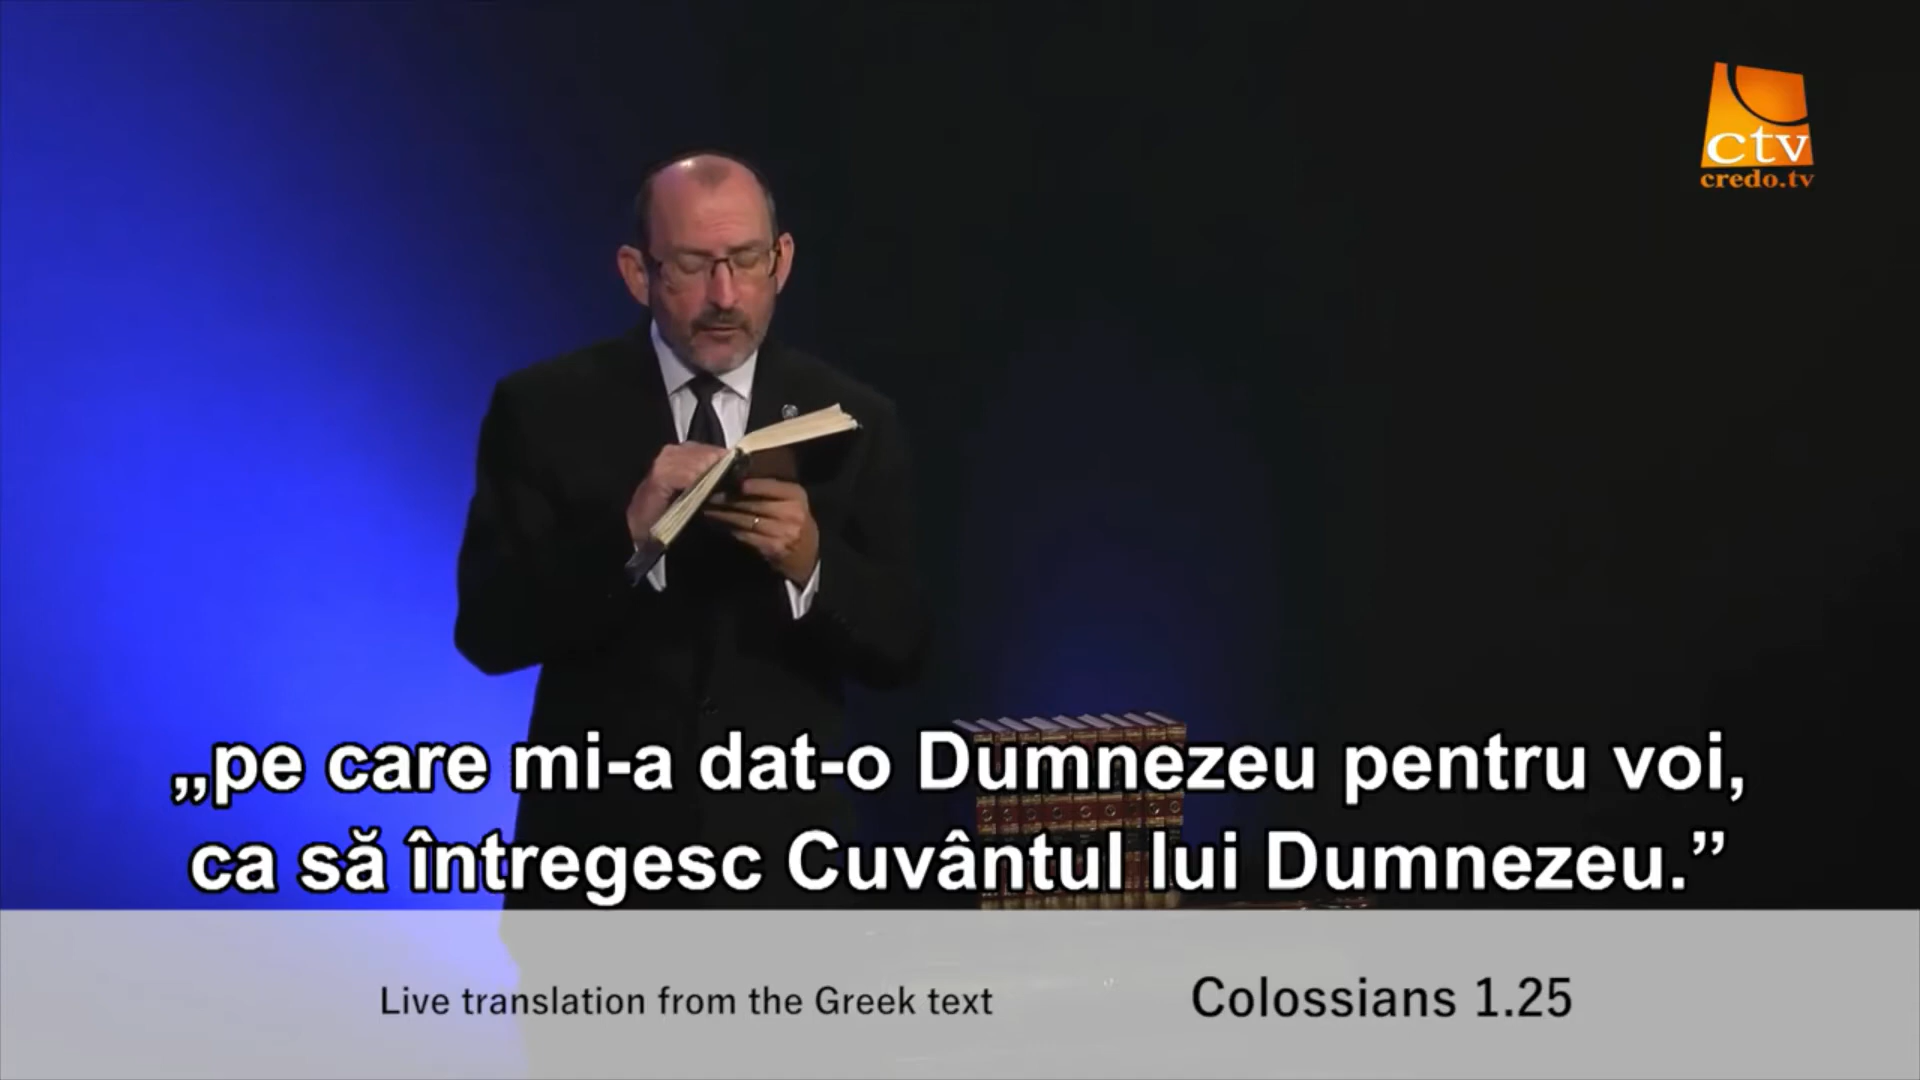 ctv
credo.tv
„pe care mi-a dat-o Dumnezeu pentru voi,
ca să întregesc Cuvântul lui Dumnezeu.”
Live translation from the Greek text
Colossians 1.25